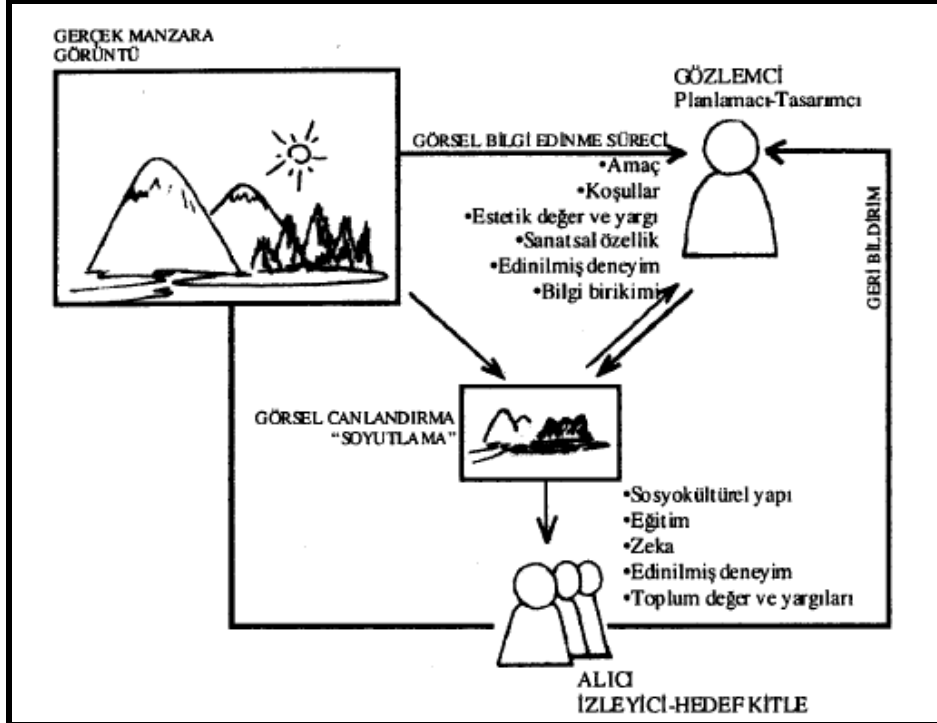 GERÇEK MANZARA
GÖRÜNTÜ
GÖZLEMCİ
Planlamacı-Tasarımcı
GÖRSEL BİLGİ EDİNME SÜRECİ
•Amaç
•Koşullar
•Estetik değer ve yargı
•Sanatsal özellik
•Edinilmiş deneyim
•Bilgi birikimi
GERİ BİLDİRİM
GÖRSEL CANLANDIRMA
“SOYUTLAMA”
•Sosyokültürel yapı
•Eğitim
•Zeka
•Edinilmiş deneyim
•Toplum değer ve yargıları
ALICI
İZLEYİCİ-HEDEF KİTLE